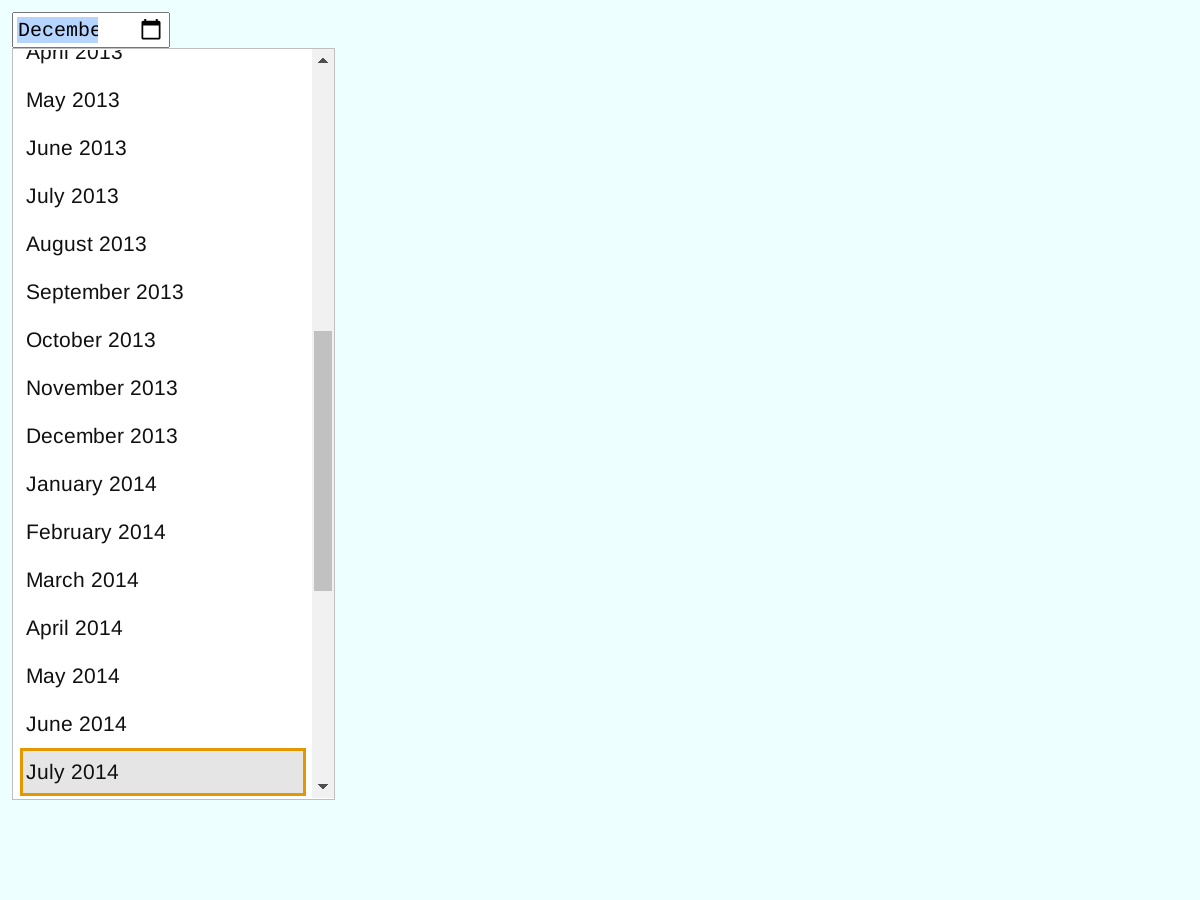 Decembe
April 2013
May 2013
June 2013
July 2013
August 2013
September 2013
October 2013
November 2013
December 2013
January 2014
February 2014
March 2014
April 2014
May 2014
June 2014
July 2014